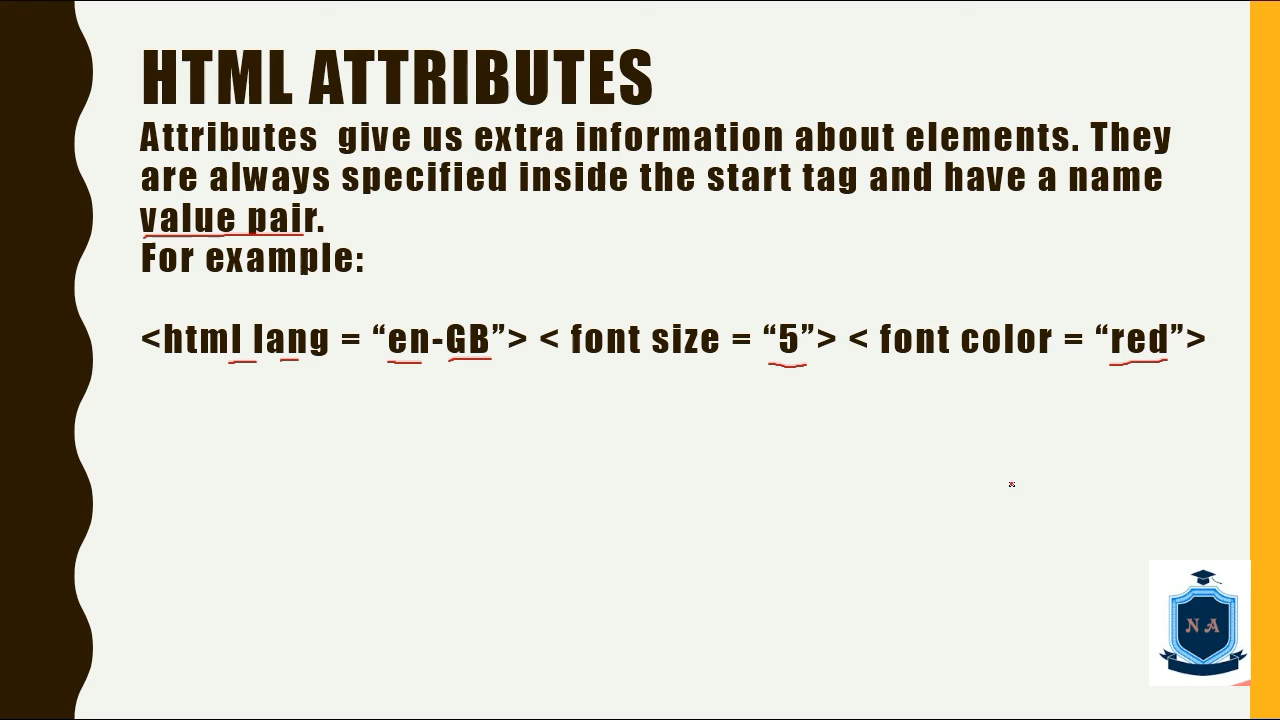 HTML ATTRIBUTES
Attributes  give us extra information about elements. They
are always specified inside the start tag and have a name
value pair.
For example:
<html lang = “en-GB”> < font size = “5”> < font color = “red”>
N A